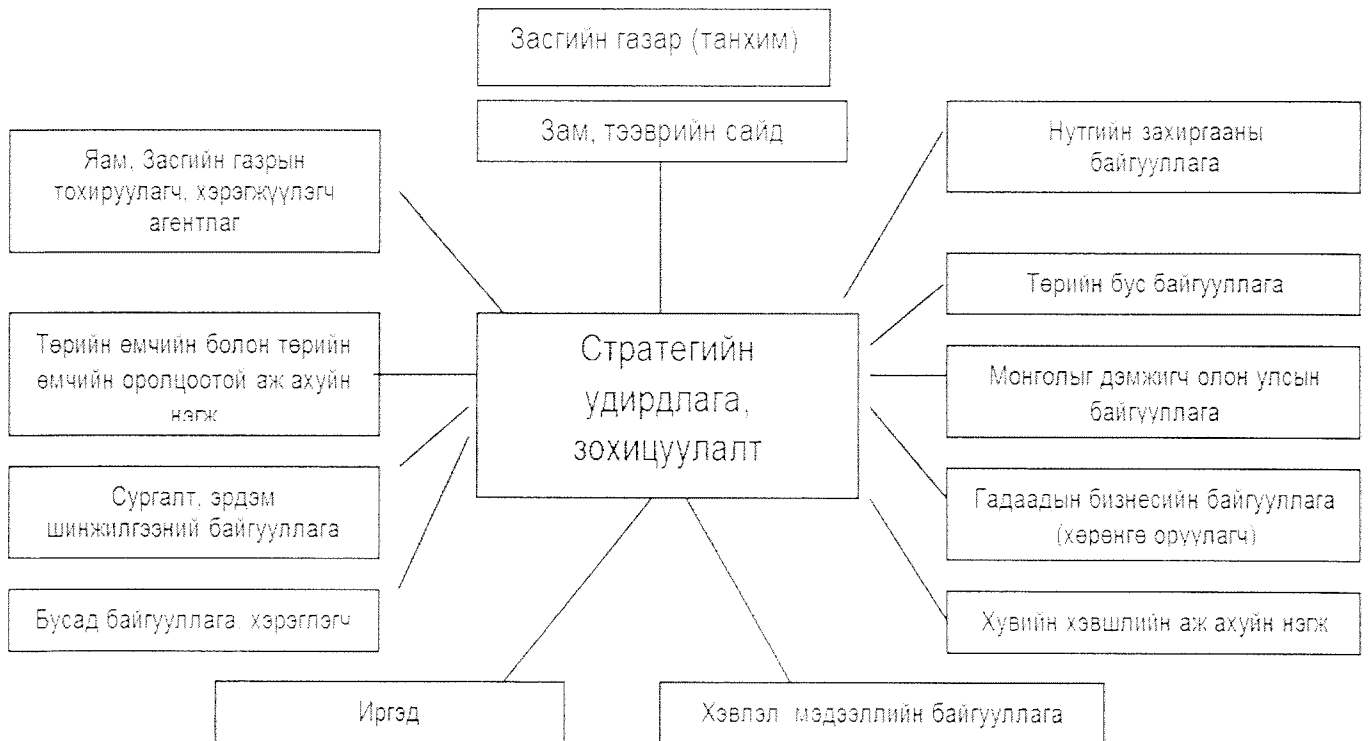 Засгийн газар (танхим)
Зам, тээврийн сайд
Яам, Засгийн газрын
тохируулагч, хэрэгжүүлэгч
агентлаг
Нутгийн захиргааны
байгууллага
Төрийн бус байгууллага
Төрийн өмчийн болон төрийн
өмчийн оролцоотой аж ахуйн
нэгж
Стратегийн
удирдлага,
зохицуулалт
Монголыг дэмжигч олон улсын
байгууллага
Сургалт, эрдэм
шинжилгээний байгууллага
Гадаадын бизнесийн байгууллага
(хөрөнгө оруулагч)
Бусад байгууллага, хэрэглэгч
Хувийн хэвшлийн аж ахуйн нэгж
Иргэд
Хэвлэл мэдээллийн байгууллага